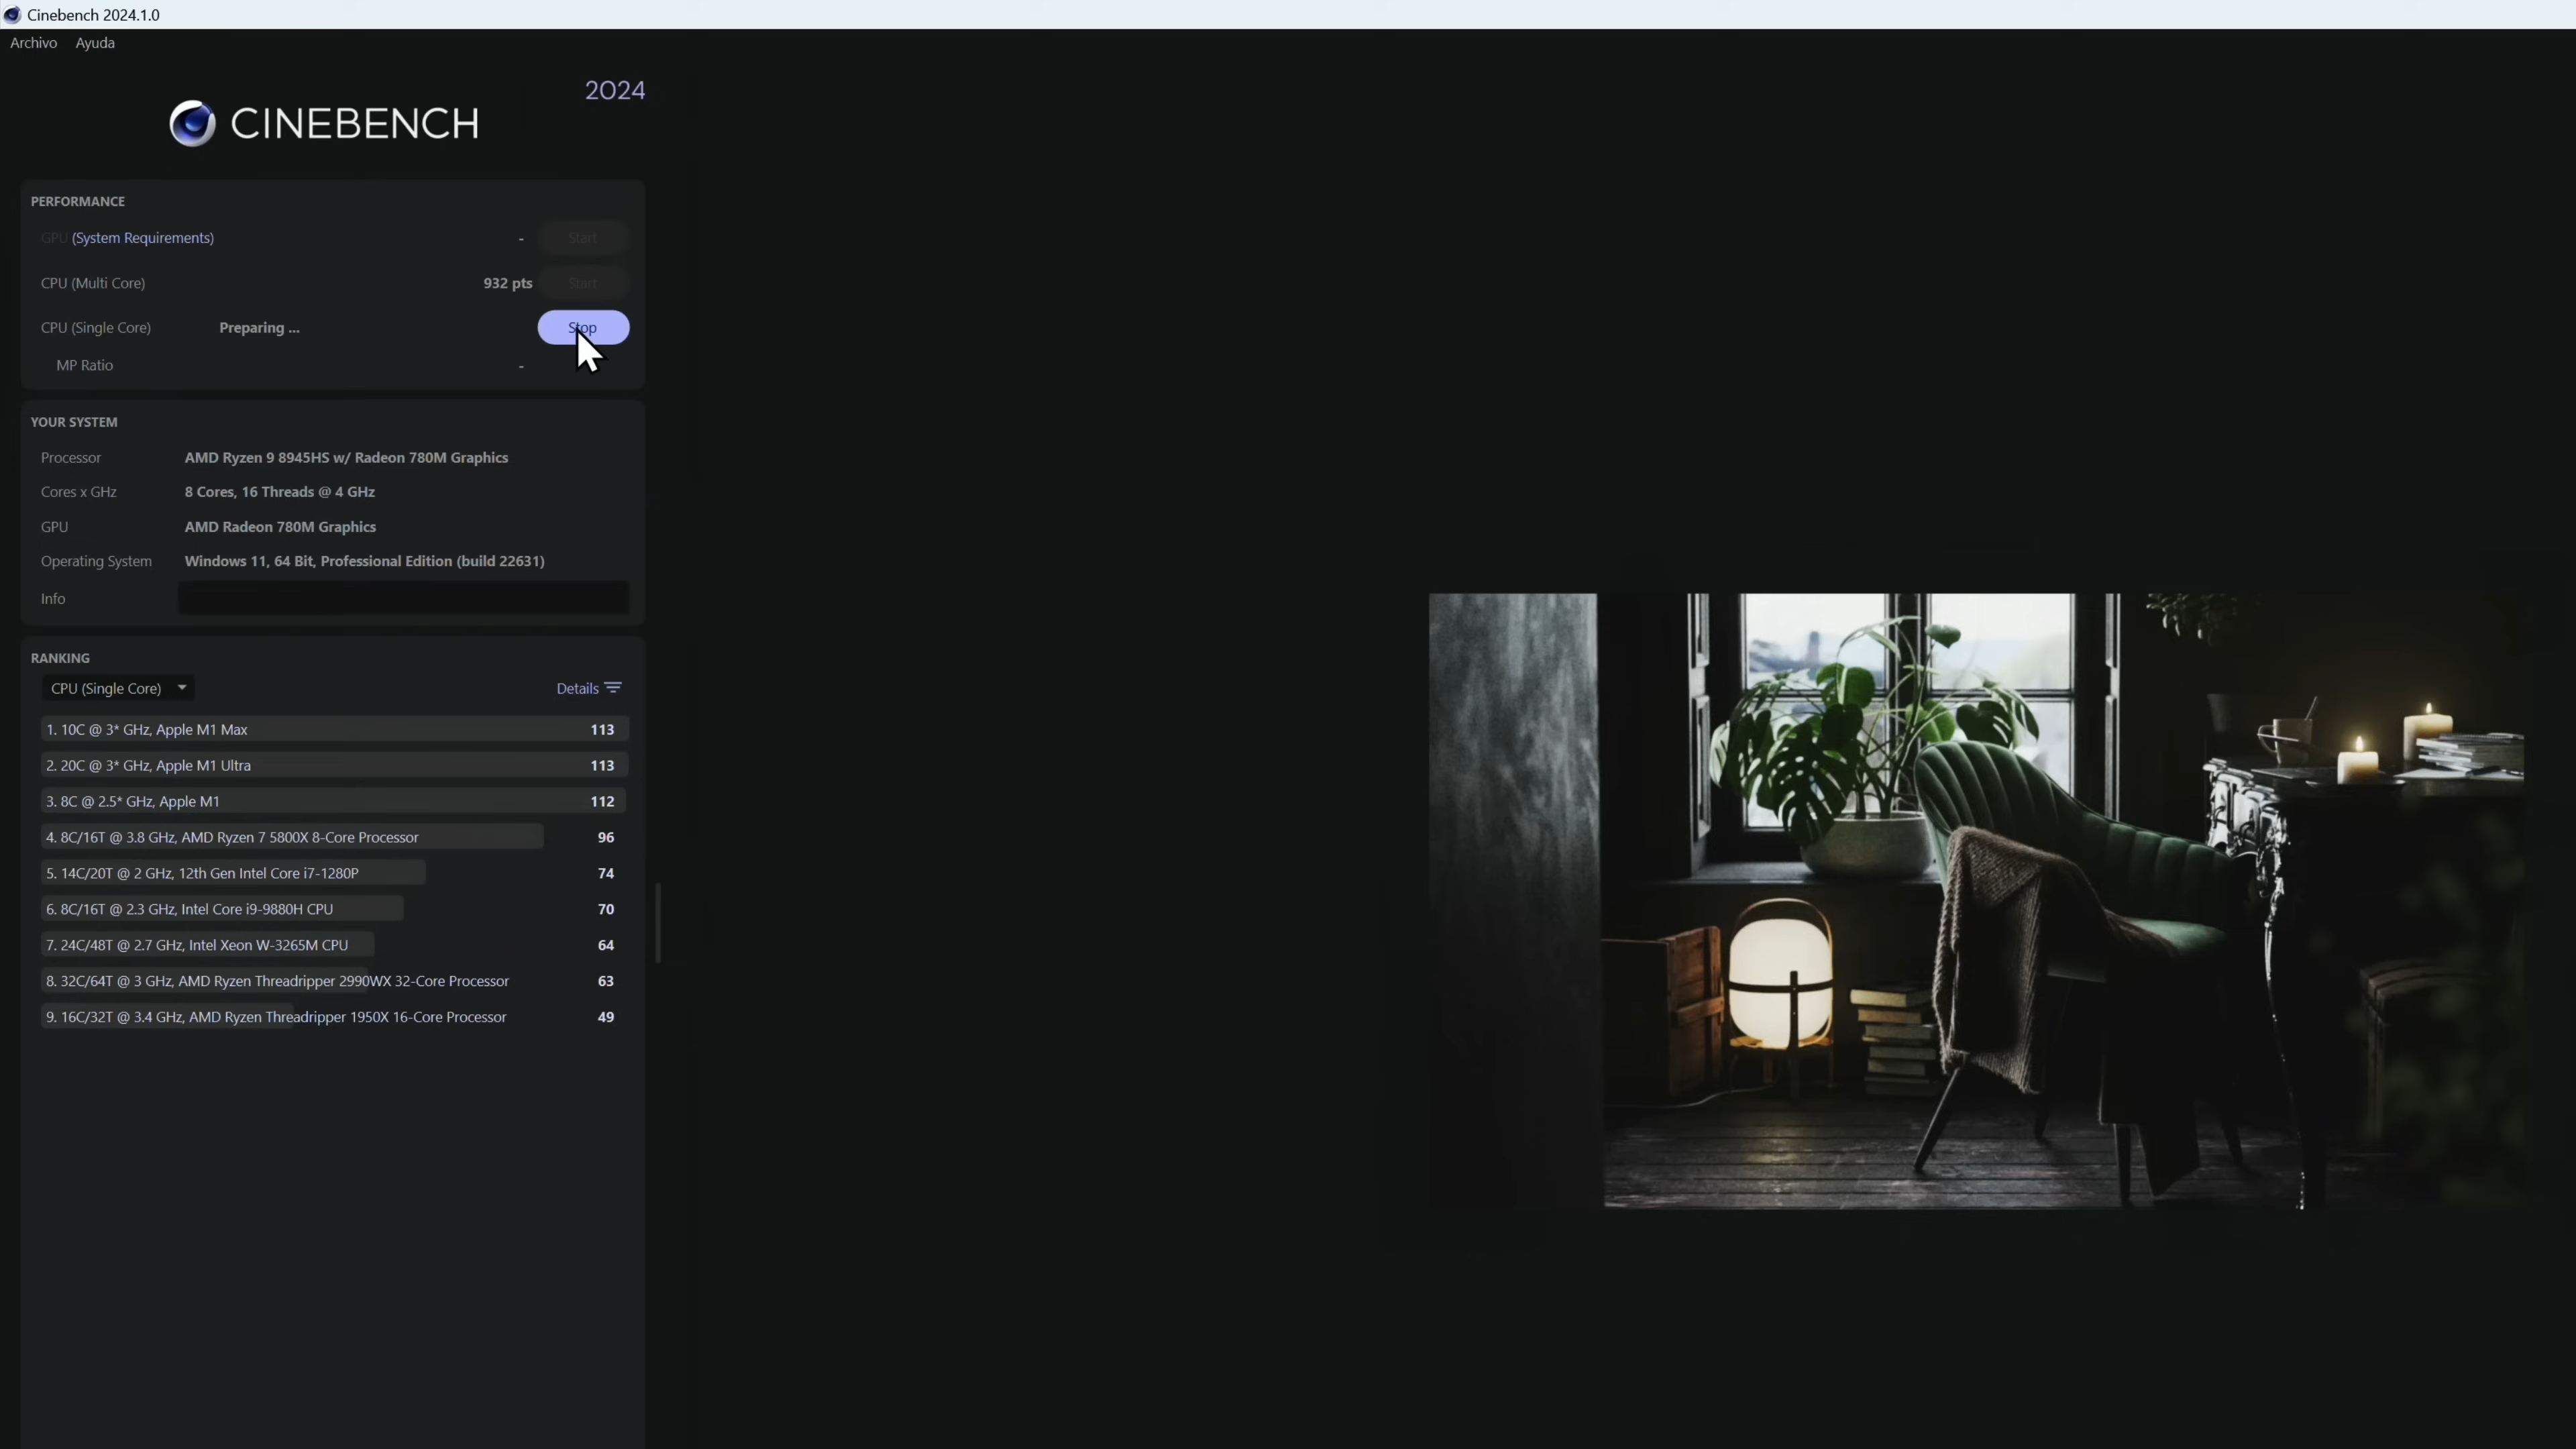 Cinebench 2024.1.0
Archivo Ayuda
2024
CINEBENCH
PERFORMANCE
GPU (System Requirements) - Start
CPU (Multi Core) 932 pts Start
CPU (Single Core) Preparing ... Stop
MP Ratio -
YOUR SYSTEM
Processor AMD Ryzen 9 8945HS w/ Radeon 780M Graphics
Cores x GHz 8 Cores, 16 Threads @ 4 GHz
GPU AMD Radeon 780M Graphics
Operating System Windows 11, 64 Bit, Professional Edition (build 22631)
Info
RANKING
CPU (Single Core) Details
1. 10C @ 3* GHz, Apple M1 Max 113
2. 20C @ 3* GHz, Apple M1 Ultra 113
3. 8C @ 2.5* GHz, Apple M1 112
4. 8C/16T @ 3.8 GHz, AMD Ryzen 7 5800X 8-Core Processor 96
5. 14C/20T @ 2 GHz, 12th Gen Intel Core i7-1280P 74
6. 8C/16T @ 2.3 GHz, Intel Core i9-9880H CPU 70
7. 24C/48T @ 2.7 GHz, Intel Xeon W-3265M CPU 64
8. 32C/64T @ 3 GHz, AMD Ryzen Threadripper 2990WX 32-Core Processor 63
9. 16C/32T @ 3.4 GHz, AMD Ryzen Threadripper 1950X 16-Core Processor 49